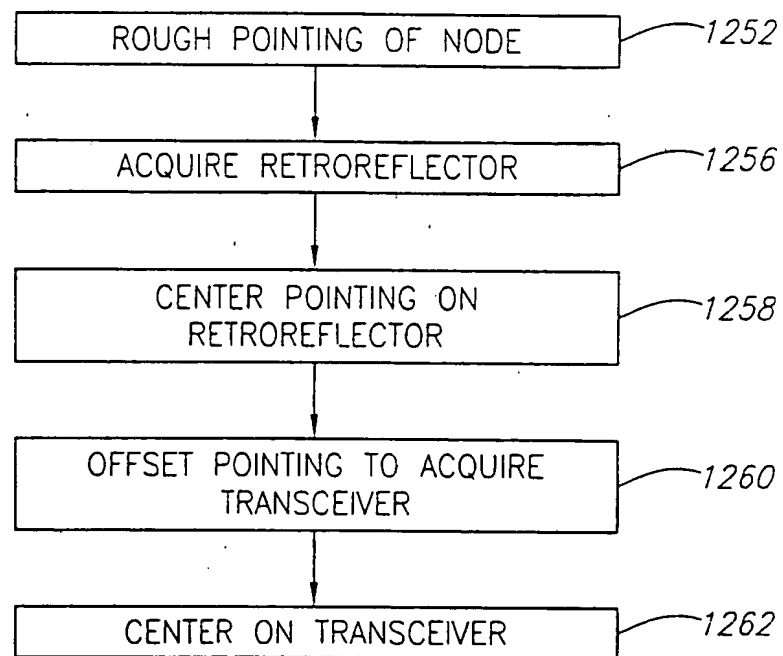 ROUGH POINTING OF NODE
1252
ACQUIRE RETROREFLECTOR
1256
CENTER POINTING ON
RETROREFLECTOR
1258
OFFSET POINTING TO ACQUIRE
TRANSCEIVER
1260
CENTER ON TRANSCEIVER
1262